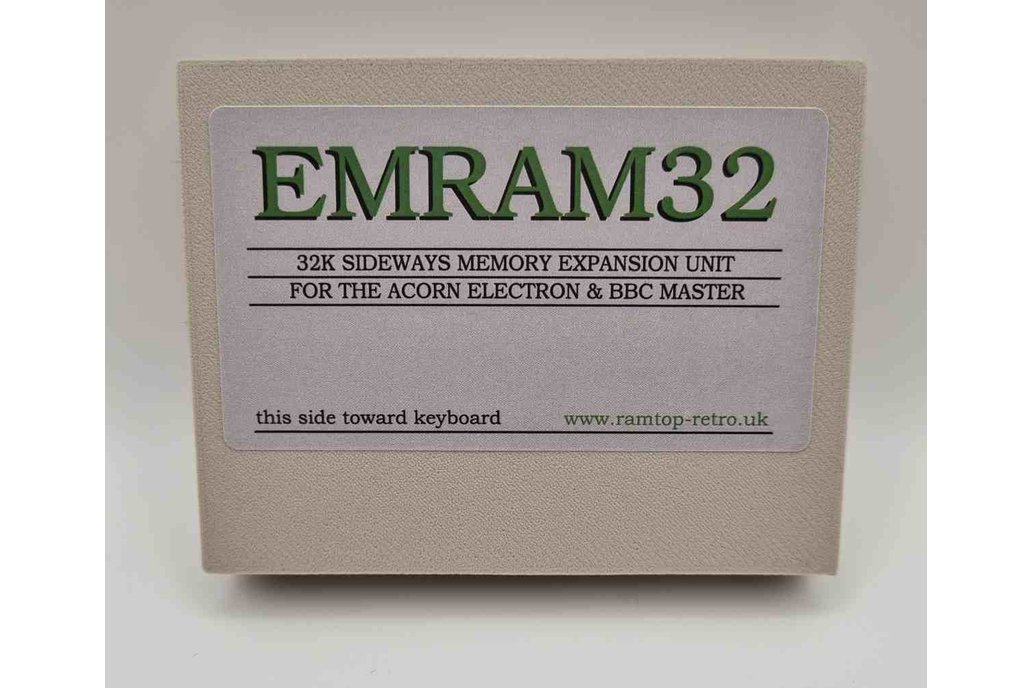 EMRAM32
32K SIDEWAYS MEMORY EXPANSION UNIT
FOR THE ACORN ELECTRON & BBC MASTER
this side toward keyboard www.ramtop-retro.uk